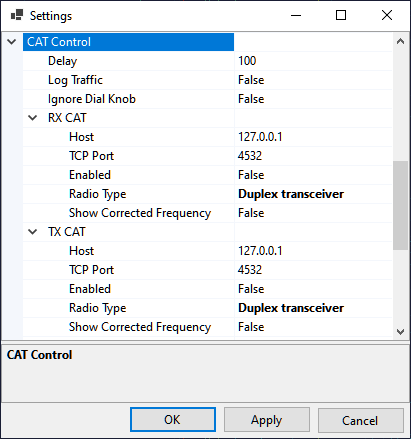 Settings
CAT Control
Delay 100
Log Traffic False
Ignore Dial Knob False
RX CAT
Host 127.0.0.1
TCP Port 4532
Enabled False
Radio Type Duplex transceiver
Show Corrected Frequency False
TX CAT
Host 127.0.0.1
TCP Port 4532
Enabled False
Radio Type Duplex transceiver
Show Corrected Frequency False
CAT Control
OK Apply Cancel